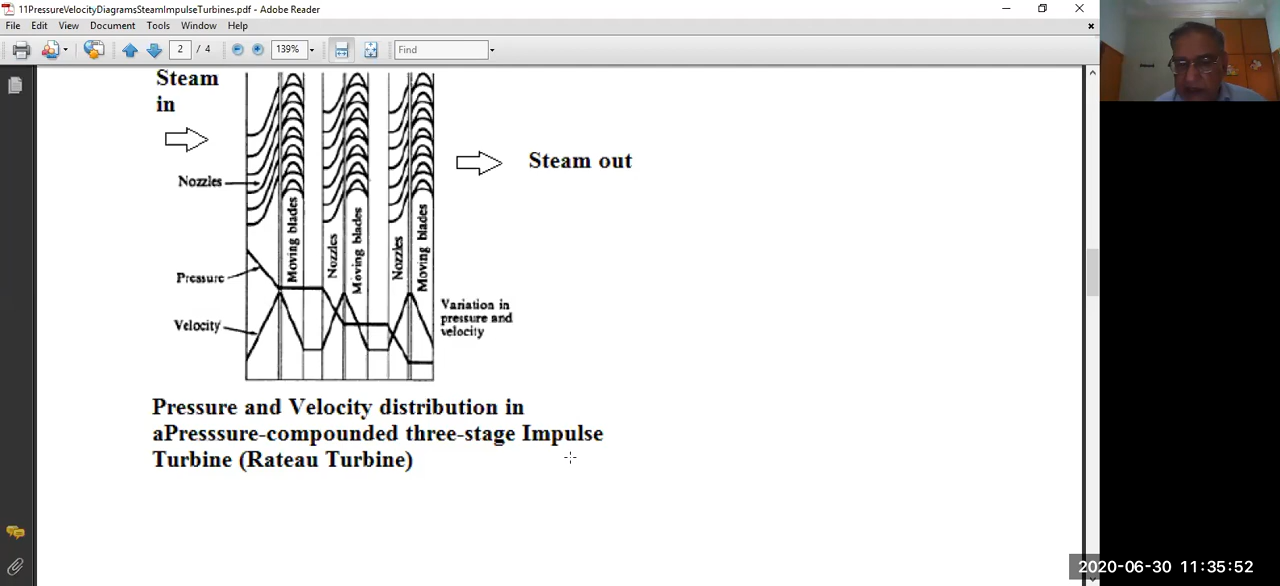 11PressureVelocityDiagramsSteamImpulseTurbines.pdf - Adobe Reader
File Edit View Document Tools Window Help
2 / 4 139% Find
Steam
in
Steam out
Nozzles
Moving blades
Nozzles
Moving blades
Nozzles
Moving blades
Pressure
Velocity
Variation in
pressure and
velocity
Pressure and Velocity distribution in
aPresssure-compounded three-stage Impulse
Turbine (Rateau Turbine)
2020-06-30 11:35:52